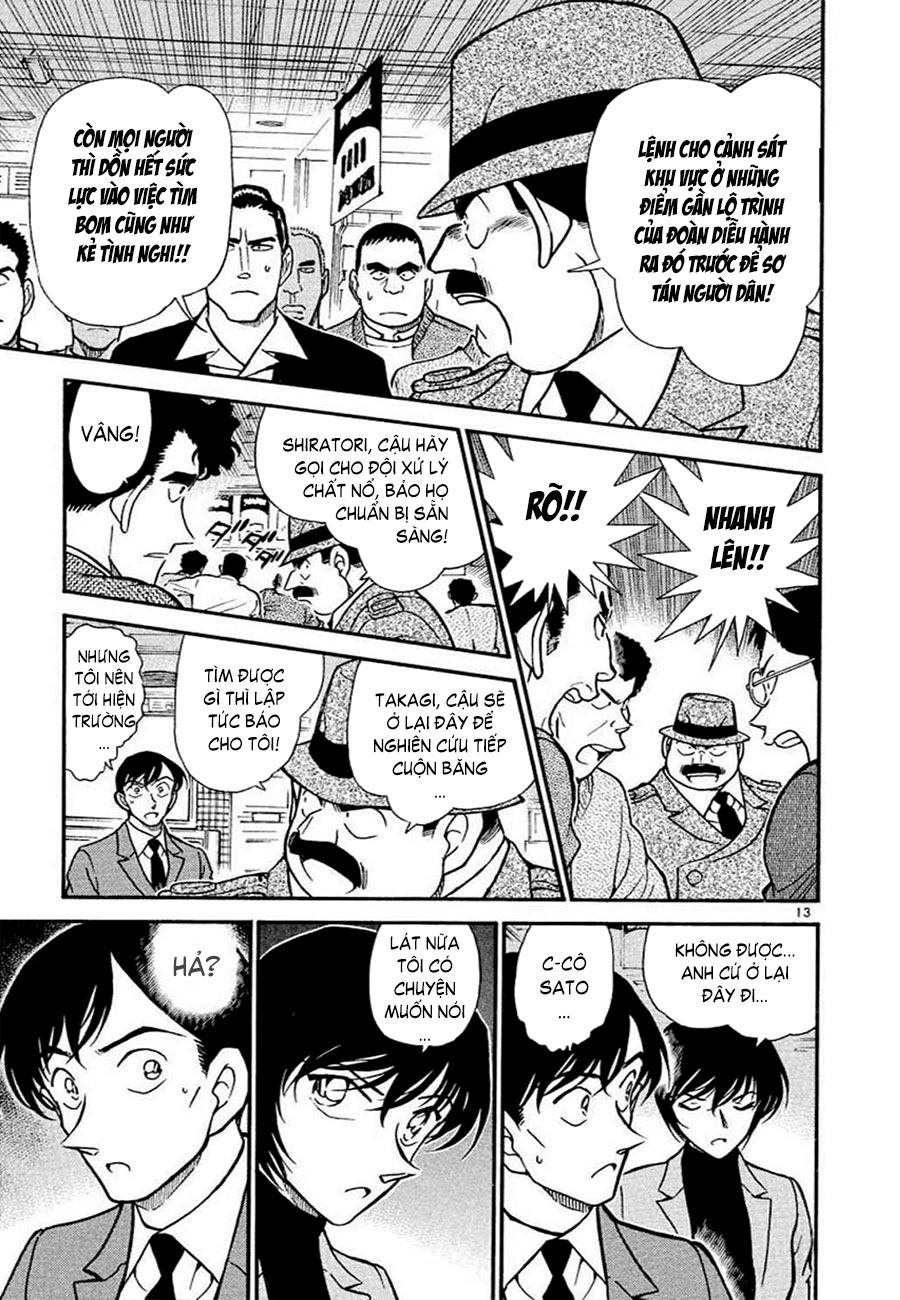 LỆNH CHO CẢNH SÁT
KHU VỰC Ở NHỮNG
ĐIỂM GẦN LỘ TRÌNH
CỦA ĐOÀN DIỄU HÀNH
RA ĐÓ TRƯỚC ĐỂ SƠ
TÁN NGƯỜI DÂN!
CÒN MỌI NGƯỜI
THÌ DỒN HẾT SỨC
LỰC VÀO VIỆC TÌM
BOM CŨNG NHƯ
KẺ TÌNH NGHI!!
NHANH
LÊN!!
RÕ!!
SHIRATORI, CẬU HÃY
GỌI CHO ĐỘI XỬ LÝ
CHẤT NỔ, BẢO HỌ
CHUẨN BỊ SẴN
SÀNG!
VÂNG!
ダダ
ダダ
TAKAGI, CẬU SẼ
Ở LẠI ĐÂY ĐỂ
NGHIÊN CỨU TIẾP
CUỘN BĂNG
...
TÌM ĐƯỢC
GÌ THÌ LẬP
TỨC BÁO
CHO TÔI!
NHƯNG
TÔI NÊN
TỚI HIỆN
TRƯỜNG
...
13
KHÔNG ĐƯỢC...
ANH CỨ Ở LẠI
ĐÂY ĐI...
C-CÔ
SATO
...
LÁT NỮA
TÔI CÓ
CHUYỆN
MUỐN NÓI
...
HẢ?